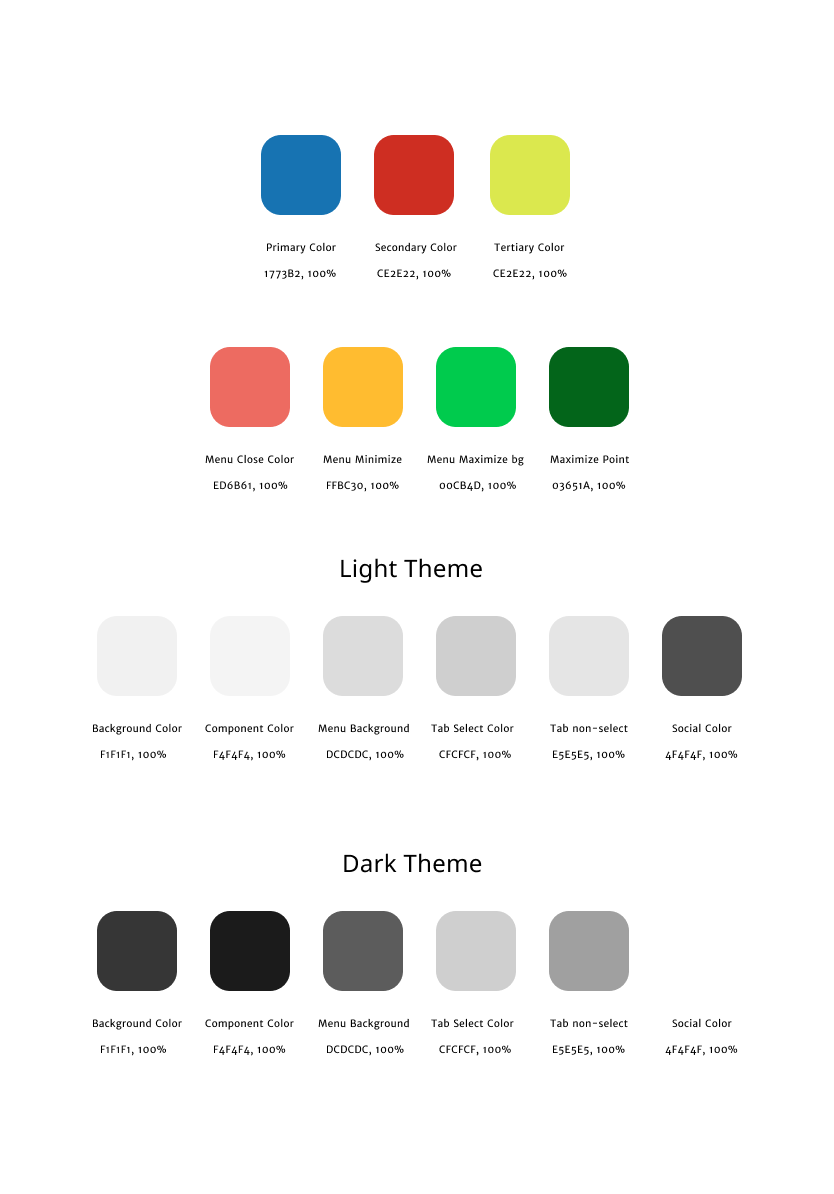 Primary Color Secondary Color Tertiary Color
1773B2, 100% CE2E22, 100% CE2E22, 100%
Menu Close Color Menu Minimize Menu Maximize bg Maximize Point
ED6B61, 100% FFBC30, 100% 00CB4D, 100% 03651A, 100%
Light Theme
Background Color Component Color Menu Background Tab Select Color Tab non-select Social Color
F1F1F1, 100% F4F4F4, 100% DCDCDC, 100% CFCFCF, 100% E5E5E5, 100% 4F4F4F, 100%
Dark Theme
Background Color Component Color Menu Background Tab Select Color Tab non-select Social Color
F1F1F1, 100% F4F4F4, 100% DCDCDC, 100% CFCFCF, 100% E5E5E5, 100% 4F4F4F, 100%